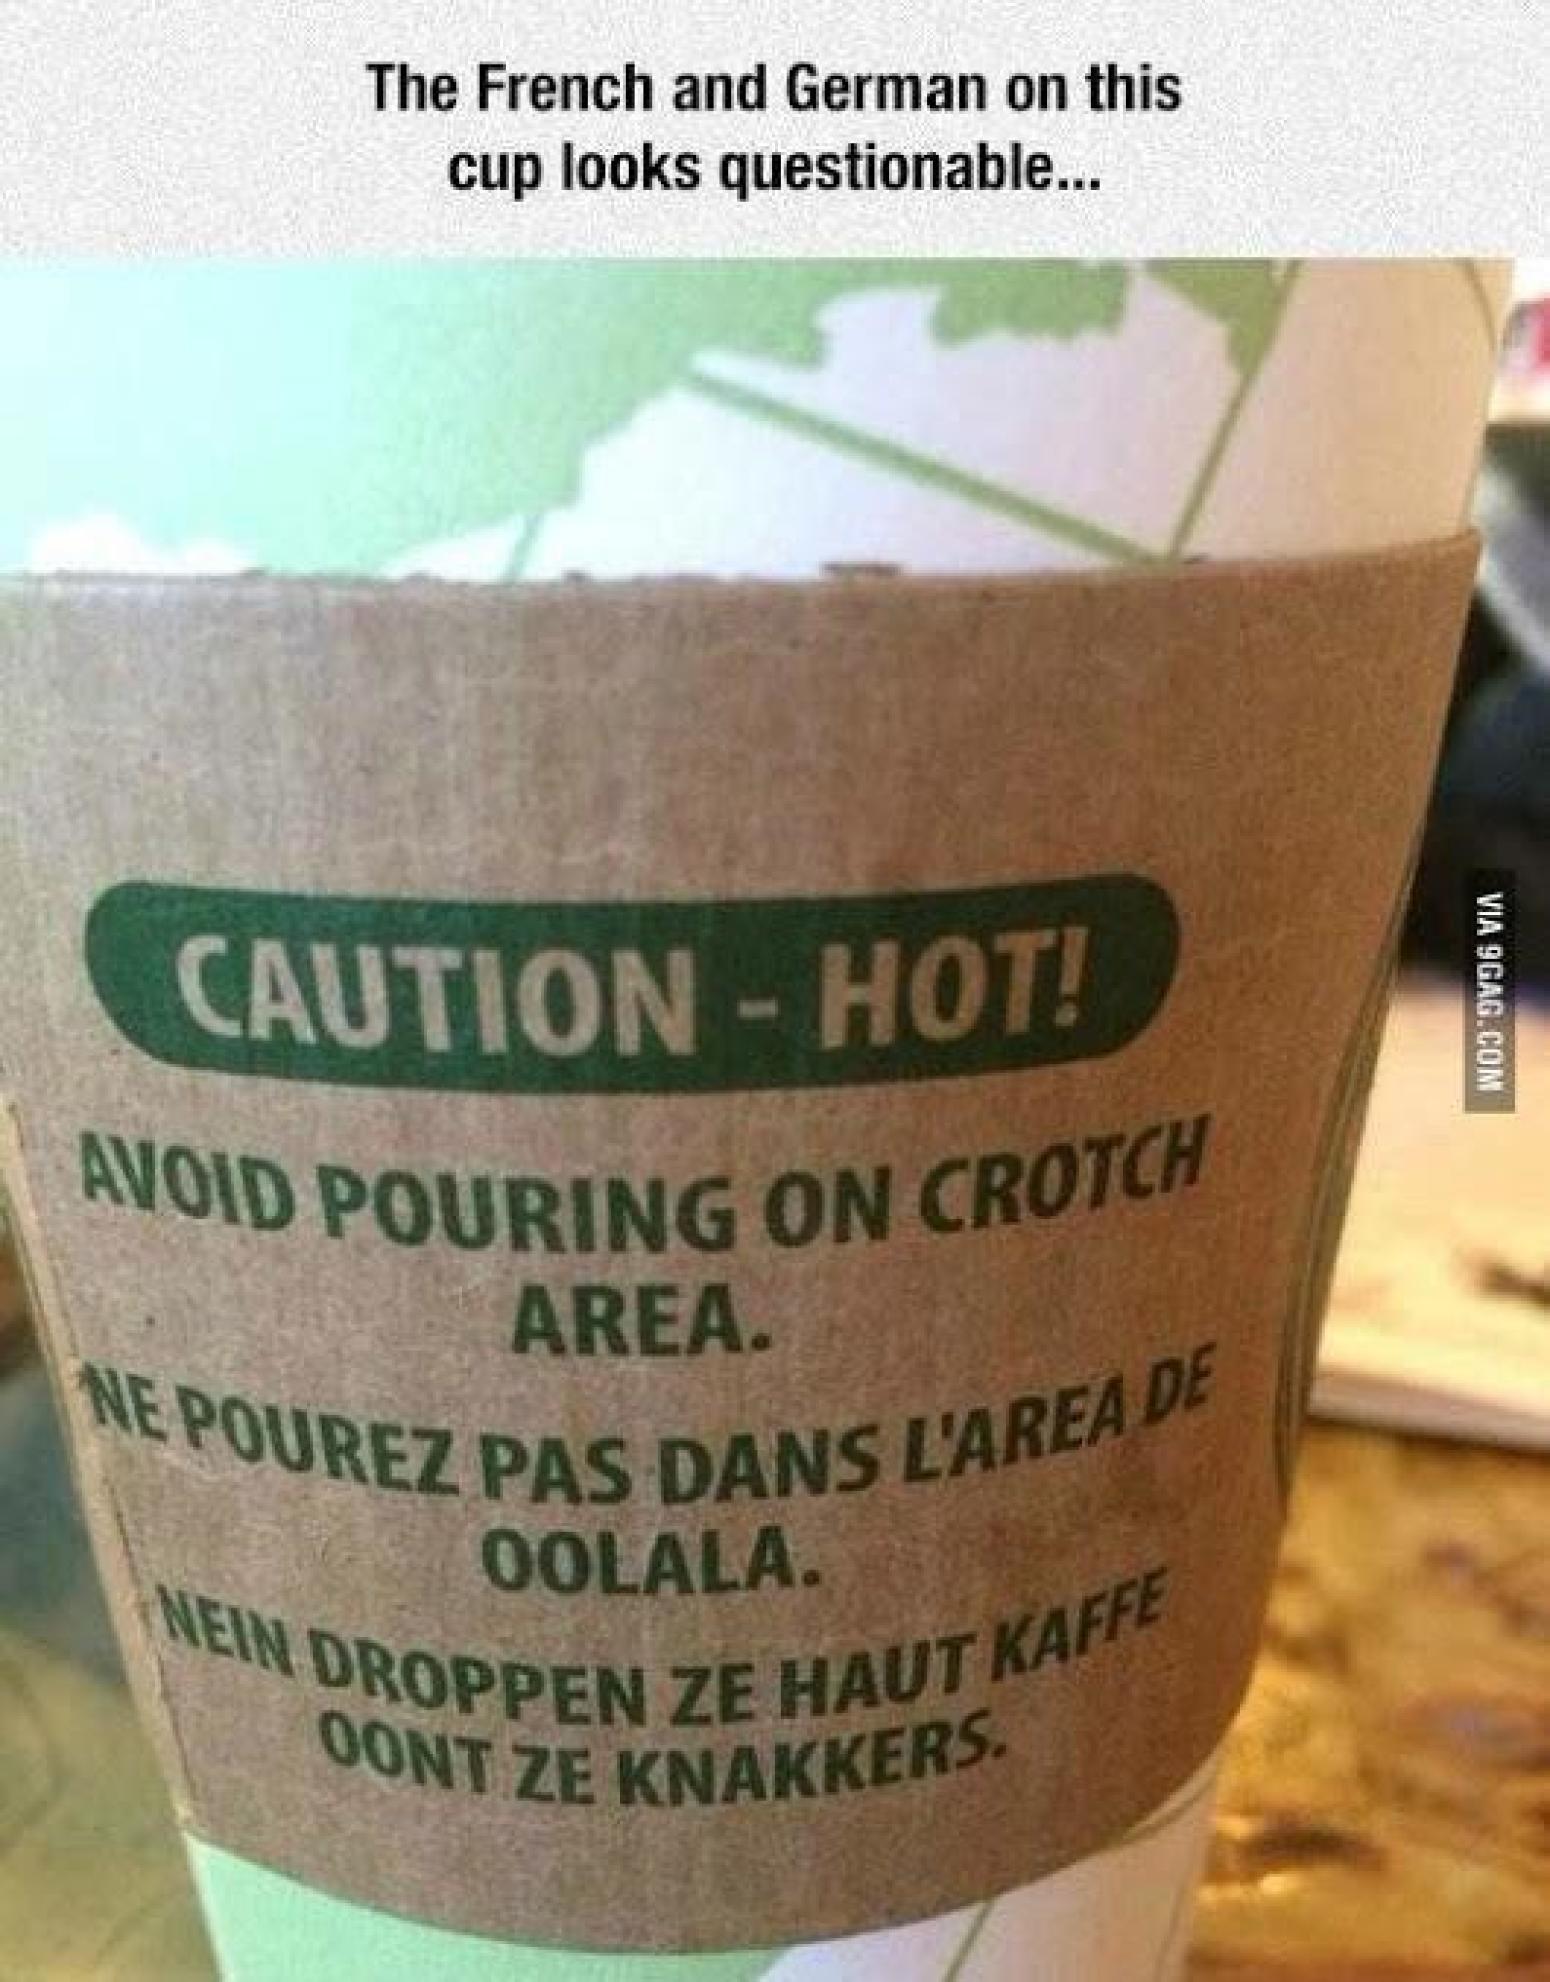 The French and German on this
cup looks questionable...
CAUTION - HOT!
AVOID POURING ON CROTCH
AREA.
NE POUREZ PAS DANS L'AREA DE
OOLALA.
NEIN DROPPEN ZE HAUT KAFFE
OONT ZE KNAKKERS.
VIA 9GAG.COM